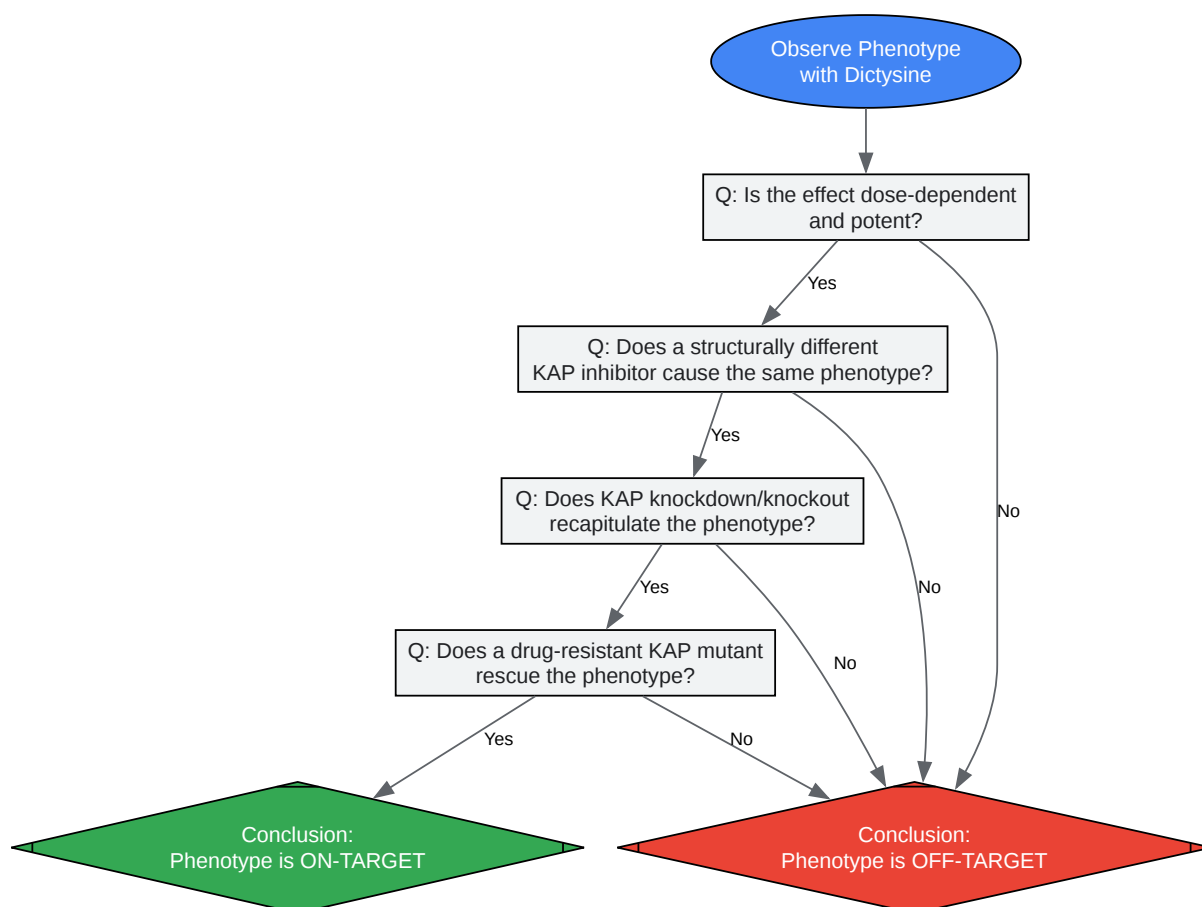 Observe Phenotype
with Dictysine
Q: Is the effect dose-dependent
and potent?
Yes
Q: Does a structurally different
KAP inhibitor cause the same phenotype?
Yes
Q: Does KAP knockdown/knockout
recapitulate the phenotype?
No
Yes
No
Q: Does a drug-resistant KAP mutant
rescue the phenotype?
No
Yes
No
Conclusion:
Phenotype is ON-TARGET
Conclusion:
Phenotype is OFF-TARGET